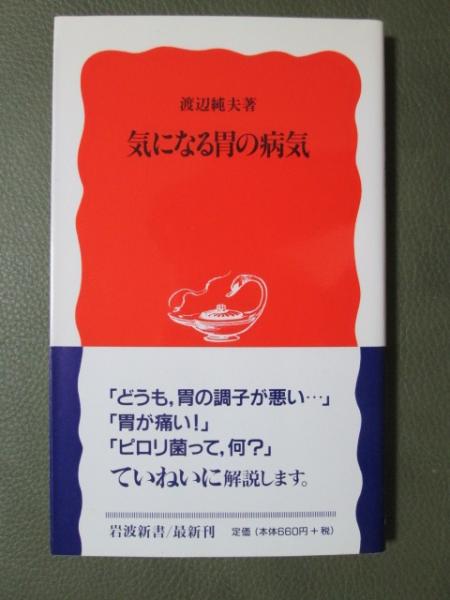 渡辺純夫著
気になる胃の病気
「どうも,胃の調子が悪い…」
「胃が痛い!」
「ピロリ菌って,何?」
ていねいに解説します。
岩波新書/最新刊 定価(本体660円+税)